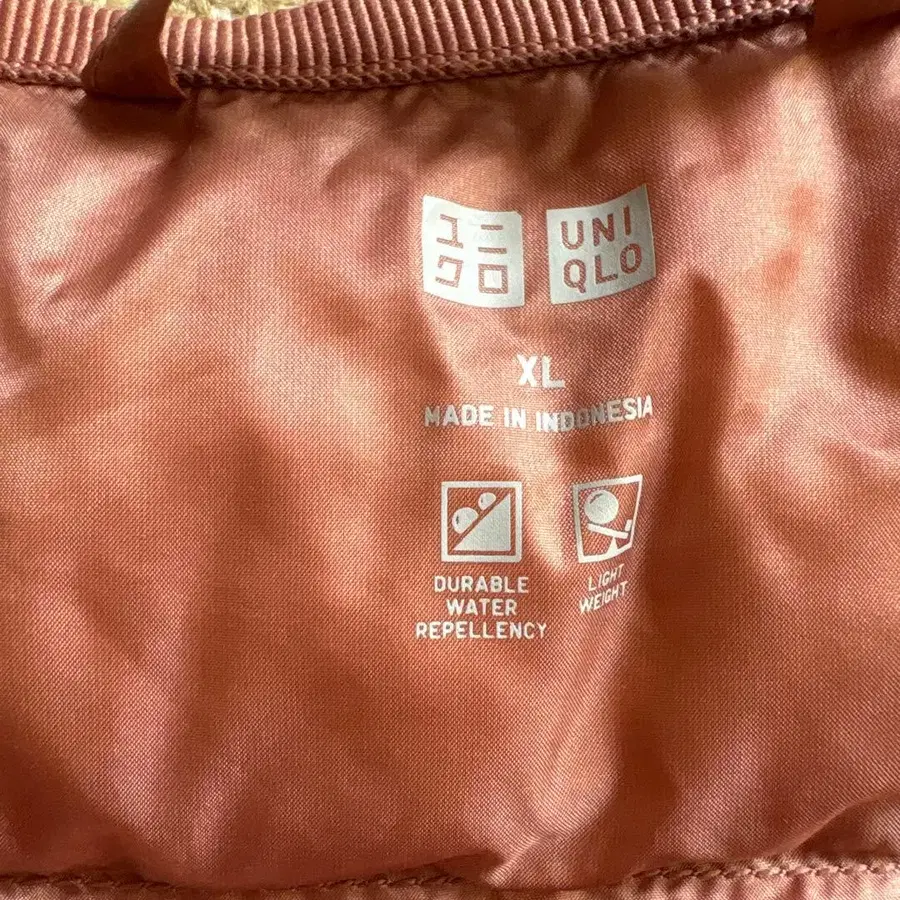 ユニ
クロ
UNI
QLO
XL
MADE IN INDONESIA
DURABLE
WATER
REPELLENCY
LIGHT
WEIGHT